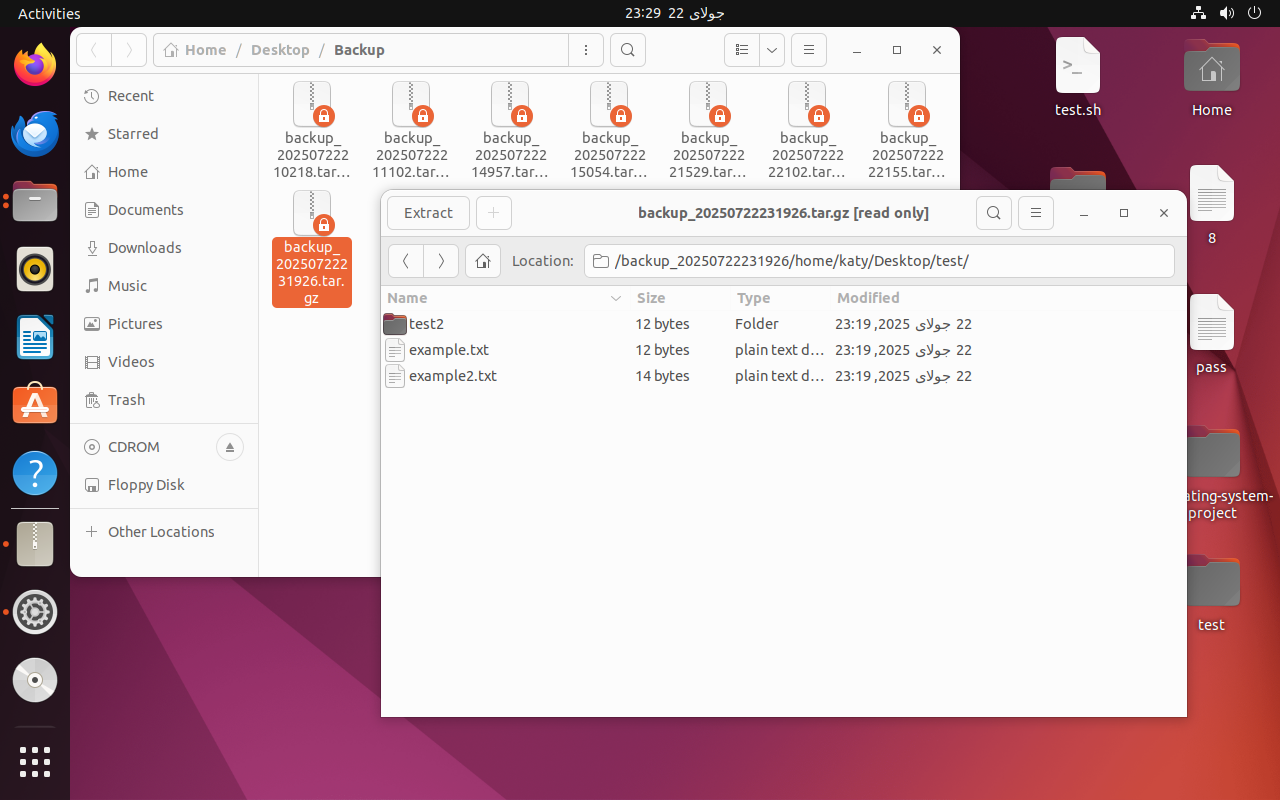 Activities
22 جولای 23:29
Home / Desktop / Backup
Recent
Starred
Home
Documents
Downloads
Music
Pictures
Videos
Trash
CDROM
Floppy Disk
Other Locations
backup_
202507222
10218.tar…
backup_
202507222
11102.tar…
backup_
202507222
14957.tar…
backup_
202507222
15054.tar…
backup_
202507222
21529.tar…
backup_
202507222
22102.tar…
backup_
202507222
22155.tar…
backup_
202507222
31926.tar.
gz
Extract
backup_20250722231926.tar.gz [read only]
Location: /backup_20250722231926/home/katy/Desktop/test/
Name Size Type Modified
test2 12 bytes Folder 22 جولای 2025, 23:19
example.txt 12 bytes plain text d… 22 جولای 2025, 23:19
example2.txt 14 bytes plain text d… 22 جولای 2025, 23:19
test.sh
Home
8
pass
ating-system-
project
test